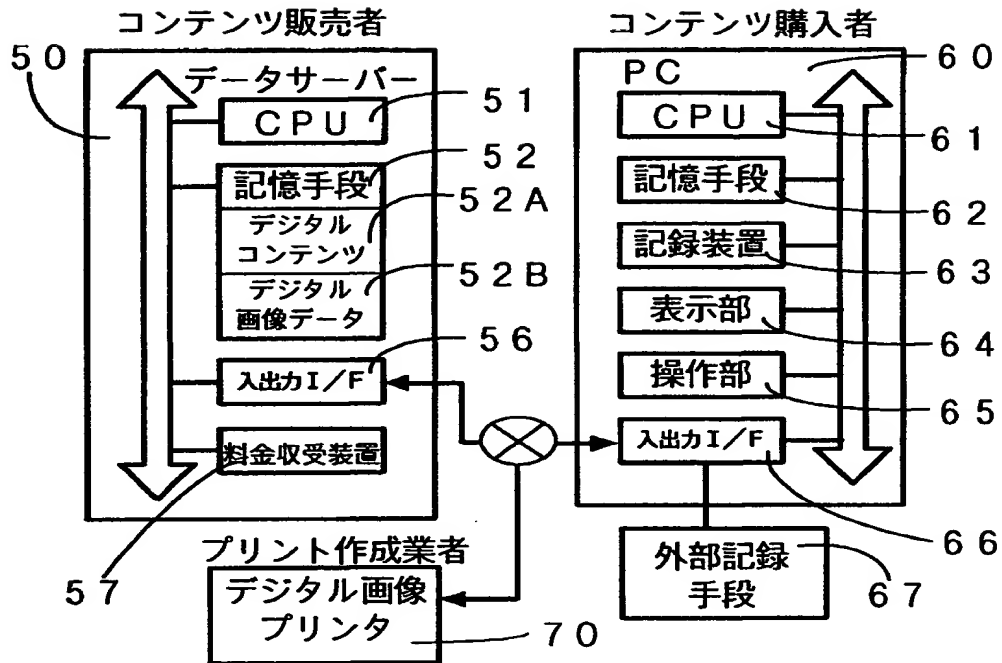 コンテンツ販売者
50
データサーバー
CPU
51
記憶手段
52
デジタル
コンテンツ
52A
デジタル
画像データ
52B
入出力I/F
56
料金収受装置
57
コンテンツ購入者
PC
60
CPU
61
記憶手段
62
記録装置
63
表示部
64
操作部
65
入出力I/F
66
外部記録
手段
67
プリント作成業者
デジタル画像
プリンタ
70